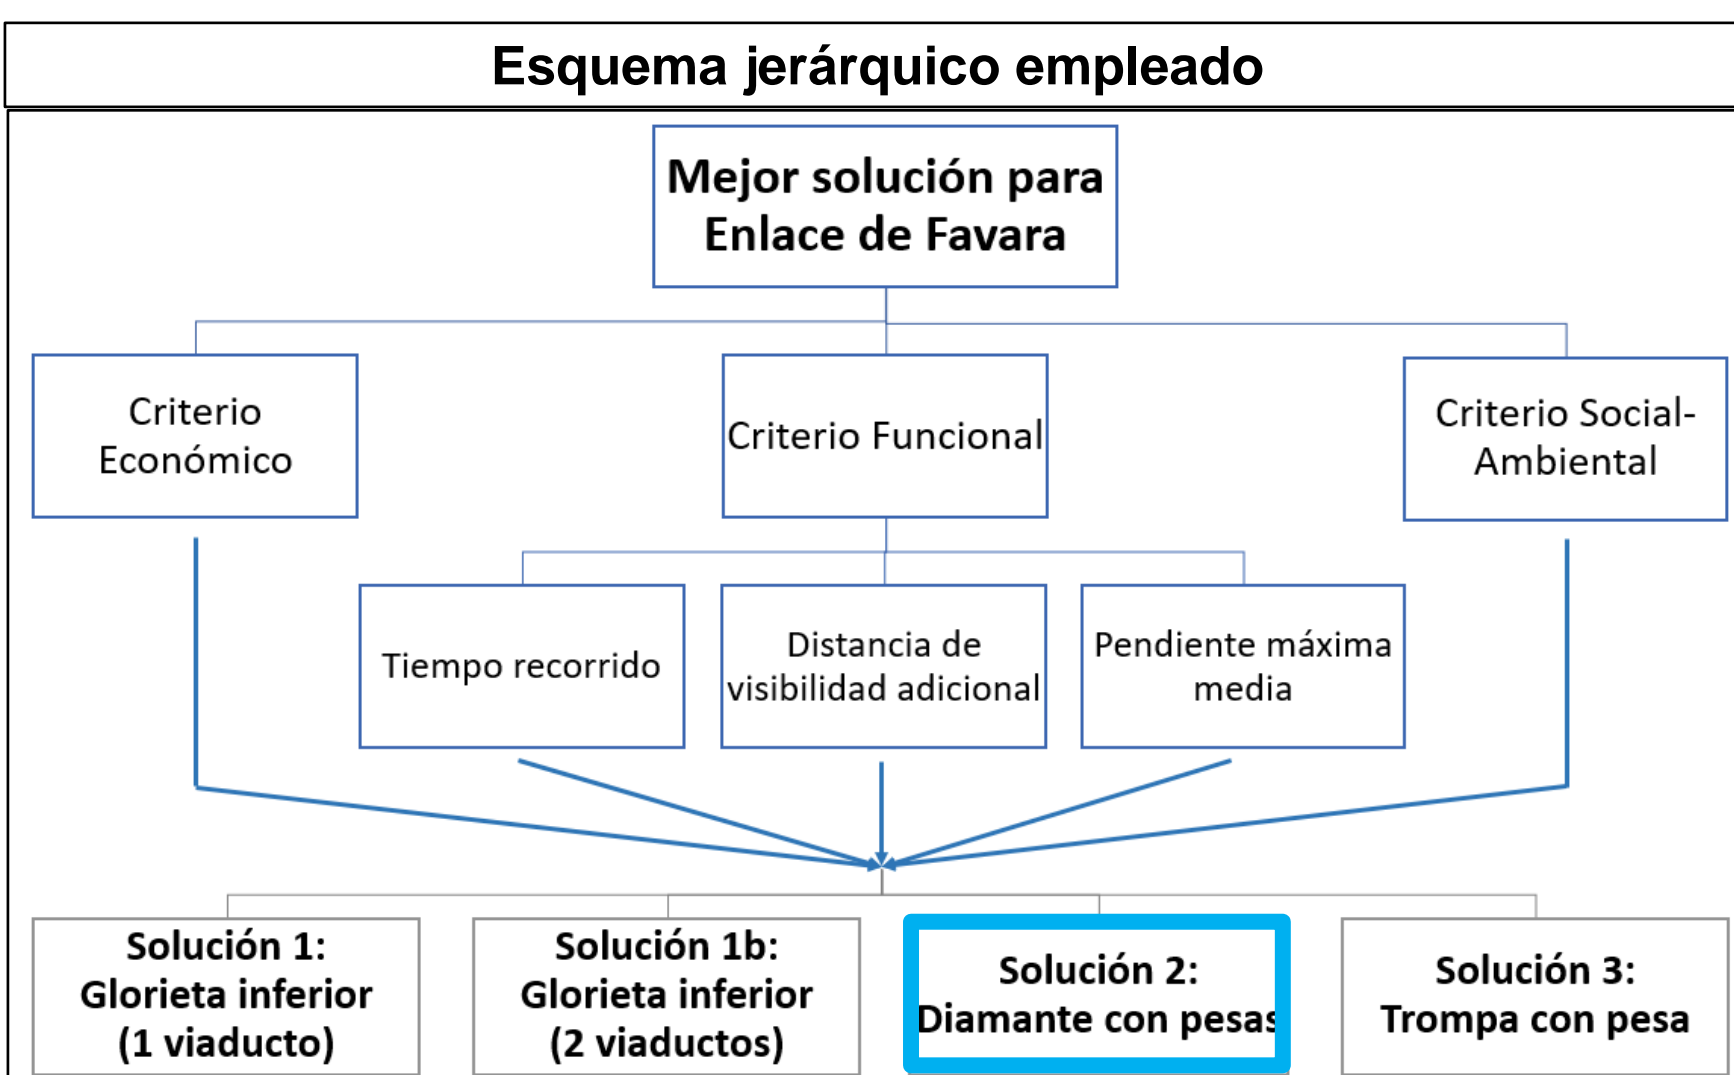 Esquema jerárquico empleado
Mejor solución para
Enlace de Favara
Criterio
Económico
Criterio Funcional
Criterio Social-
Ambiental
Tiempo recorrido
Distancia de
visibilidad adicional
Pendiente máxima
media
Solución 1:
Glorieta inferior
(1 viaducto)
Solución 1b:
Glorieta inferior
(2 viaductos)
Solución 2:
Diamante con pesas
Solución 3:
Trompa con pesa